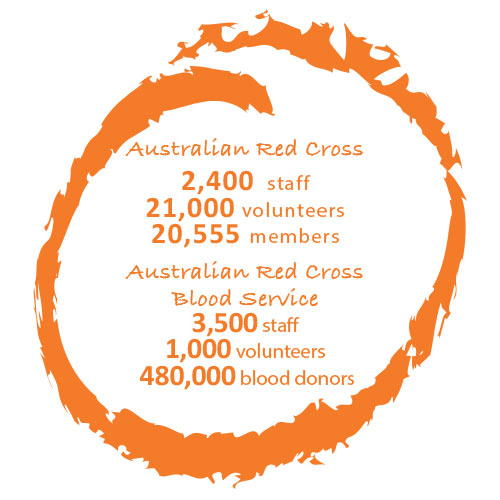 Australian Red Cross
2,400 staff
21,000 volunteers
20,555 members
Australian Red Cross
Blood Service
3,500 staff
1,000 volunteers
480,000 blood donors